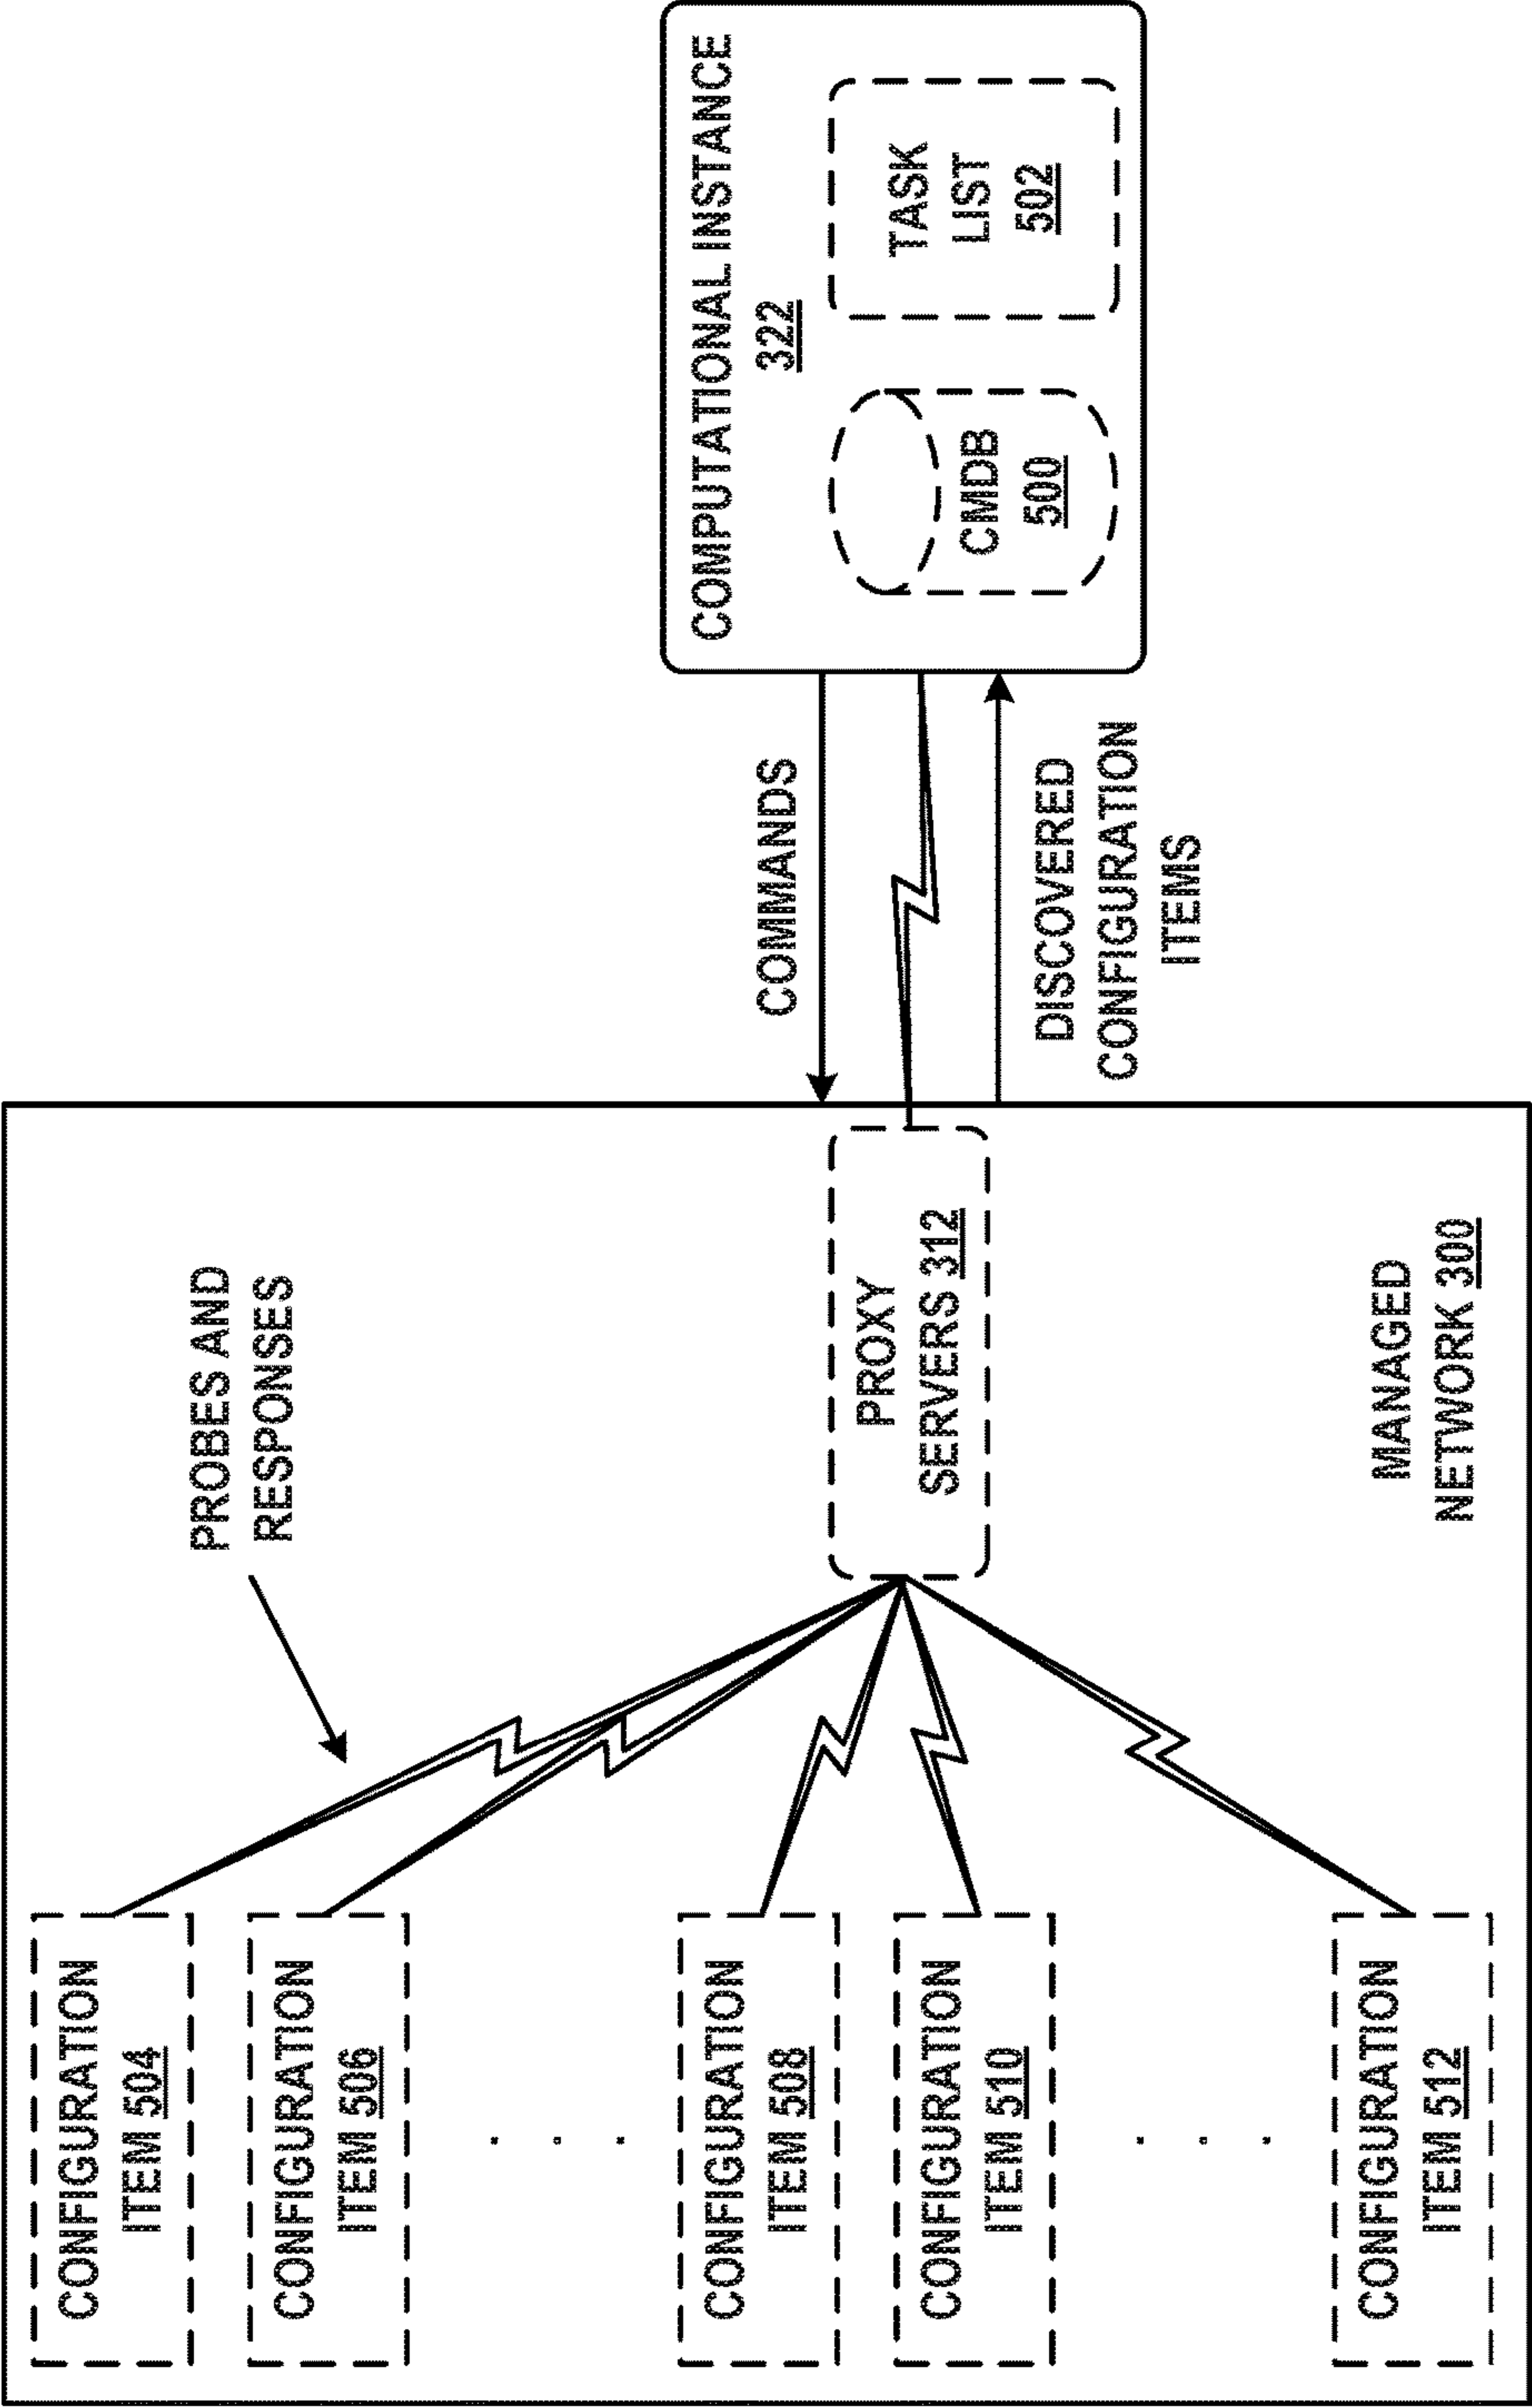 COMPUTATIONAL INSTANCE
322
CMDB
500
TASK
LIST
502
COMMANDS
DISCOVERED
CONFIGURATION
ITEMS
PROBES AND
RESPONSES
PROXY
SERVERS 312
MANAGED
NETWORK 300
CONFIGURATION
ITEM 504
CONFIGURATION
ITEM 506
. . .
CONFIGURATION
ITEM 508
CONFIGURATION
ITEM 510
. . .
CONFIGURATION
ITEM 512